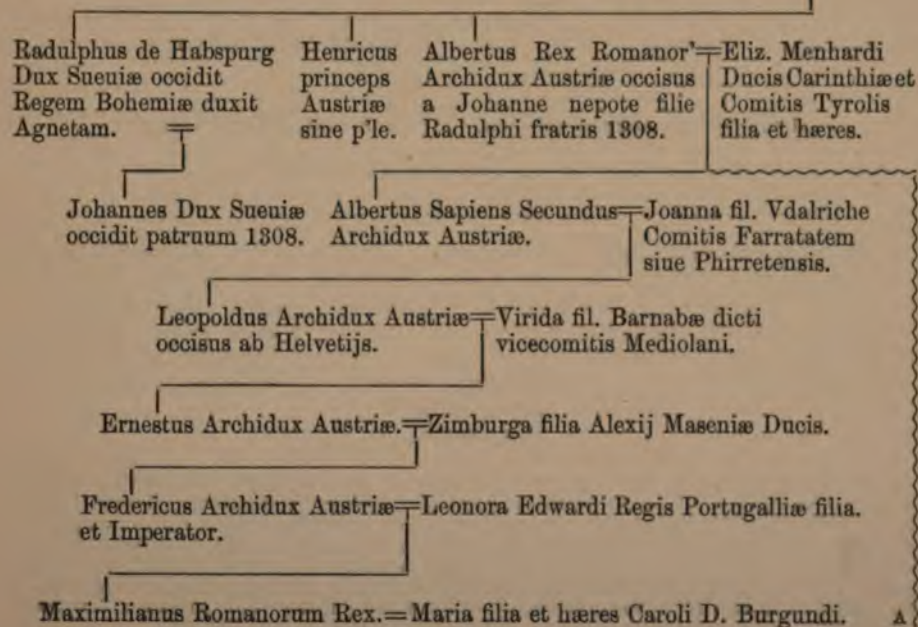 Radulphus de Habspurg
Dux Sueuiæ occidit
Regem Bohemiæ duxit
Agnetam.
Henricus
princeps
Austriæ
sine p'le.
Albertus Rex Romanor'
Archidux Austriæ occisus
a Johanne nepote filie
Radulphi fratris 1308.
Eliz. Menhardi
Ducis Carinthiæ et
Comitis Tyrolis
filia et hæres.
Johannes Dux Sueuiæ
occidit patruum 1308.
Albertus Sapiens Secundus
Archidux Austriæ.
Joanna fil. Vdalriche
Comitis Farratatem
siue Phirretensis.
Leopoldus Archidux Austriæ
occisus ab Helvetijs.
Virida fil. Barnabæ dicti
vicecomitis Mediolani.
Ernestus Archidux Austriæ.=Zimburga filia Alexij Maseniæ Ducis.
Fredericus Archidux Austriæ
et Imperator.
Leonora Edwardi Regis Portugalliæ filia.
Maximilianus Romanorum Rex.=Maria filia et hæres Caroli D. Burgundi. A